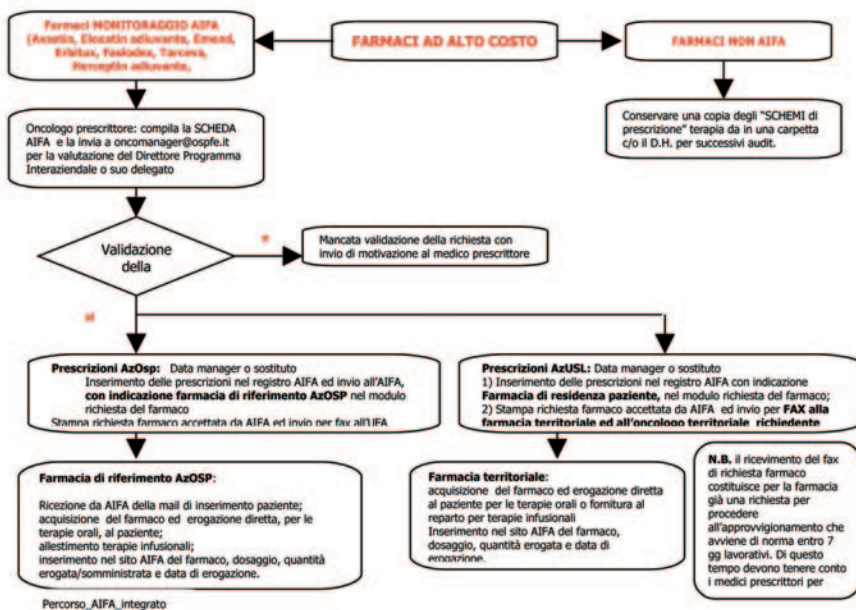 Farmaci MONITORAGGIO AIFA
(Avastin, Eloxatin adiuvante, Emend,
Erbitux, Faslodex, Tarceva,
Herceptin adiuvante,
FARMACI AD ALTO COSTO
FARMACI NON AIFA
Oncologo prescrittore: compila la SCHEDA
AIFA e la invia a oncomanager@ospfe.it
per la valutazione del Direttore Programma
Interaziendale o suo delegato
Conservare una copia degli "SCHEMI di
prescrizione" terapia da in una carpetta
c/o il D.H. per successivi audit.
Validazione
della
Mancata validazione della richiesta con
invio di motivazione al medico prescrittore
si
Prescrizioni AzOsp: Data manager o sostituto
Inserimento delle prescrizioni nel registro AIFA ed invio all'AIFA,
con indicazione farmacia di riferimento AzOSP nel modulo
richiesta del farmaco
Stampa richiesta farmaco accettata da AIFA ed invio per fax all'UFA
Prescrizioni AzUSL: Data manager o sostituto
1) Inserimento delle prescrizioni nel registro AIFA con indicazione
Farmacia di residenza paziente, nel modulo richiesta del farmaco;
2) Stampa richiesta farmaco accettata da AIFA ed invio per FAX alla
farmacia territoriale ed all'oncologo territoriale richiedente
Farmacia di riferimento AzOSP:
Ricezione da AIFA della mail di inserimento paziente;
acquisizione del farmaco ed erogazione diretta, per le
terapie orali, al paziente;
allestimento terapie infusionali;
inserimento nel sito AIFA del farmaco, dosaggio, quantità
erogata/somministrata e data di erogazione.
Farmacia territoriale:
acquisizione del farmaco ed erogazione diretta
al paziente per le terapie orali o fornitura al
reparto per terapie infusionali
Inserimento nel sito AIFA del farmaco,
dosaggio, quantità erogata e data di
erogazione.
N.B. il ricevimento del fax
di richiesta farmaco
costituisce per la farmacia
già una richiesta per
procedere
all'approvvigionamento che
avviene di norma entro 7
gg lavorativi. Di questo
tempo devono tenere conto
i medici prescrittori per
Percorso_AIFA_integrato